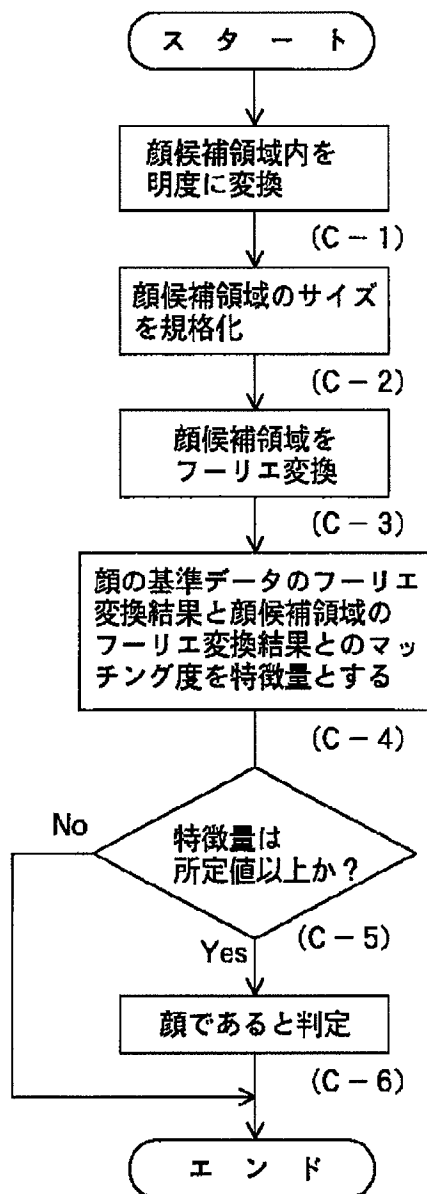 スタート
顔候補領域内を
明度に変換
(C-1)
顔候補領域のサイズ
を規格化
(C-2)
顔候補領域を
フーリエ変換
(C-3)
顔の基準データのフーリエ
変換結果と顔候補領域の
フーリエ変換結果とのマッ
チング度を特徴量とする
(C-4)
No
特徴量は
所定値以上か?
(C-5)
Yes
顔であると判定
(C-6)
エンド